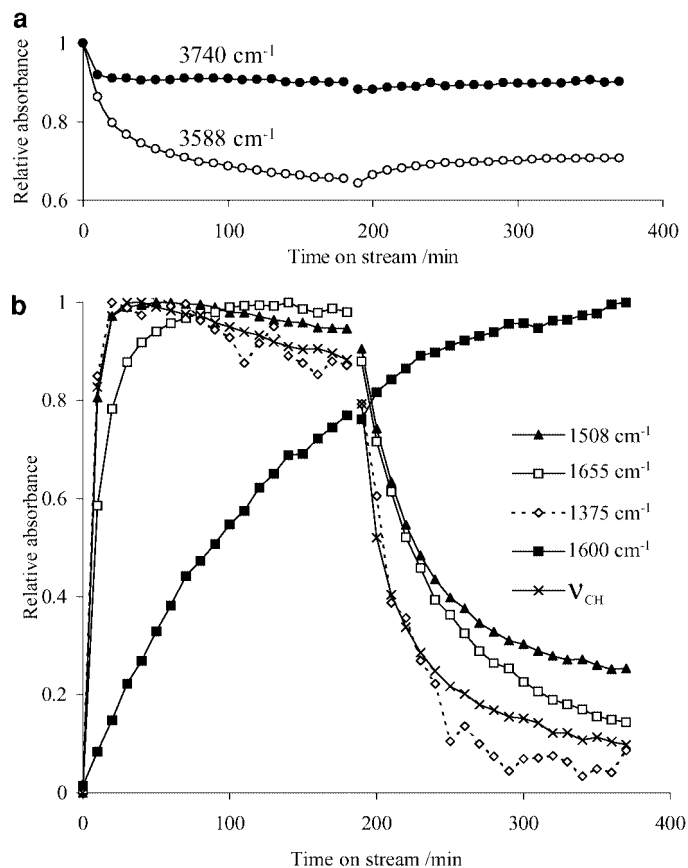 a
1
0.8
0.6
Relative absorbance
3740 cm⁻¹
3588 cm⁻¹
0
100
200
300
400
Time on stream /min
b
1
0.8
0.6
0.4
0.2
0
Relative absorbance
1508 cm⁻¹
1655 cm⁻¹
1375 cm⁻¹
1600 cm⁻¹
ν CH
0
100
200
300
400
Time on stream /min